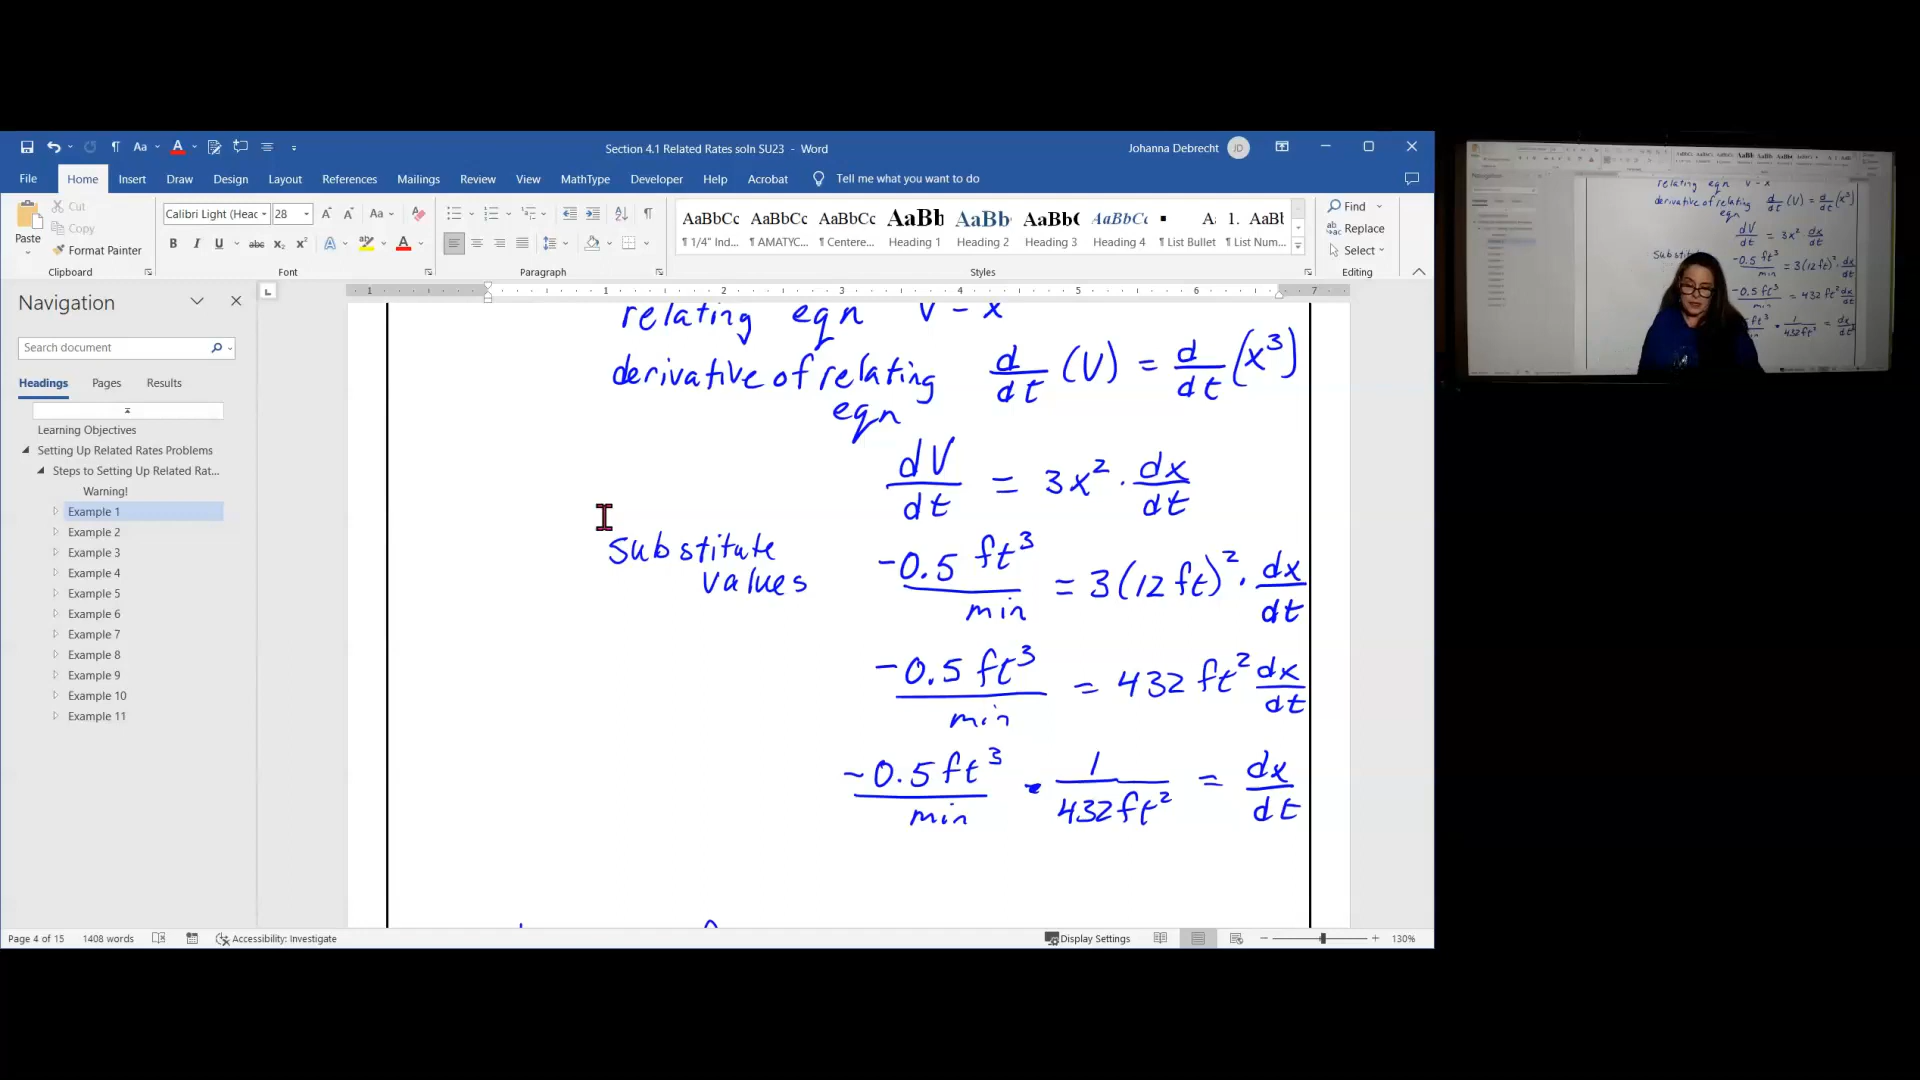 Section 4.1 Related Rates soln SU23 - Word
Johanna Debrecht JD
File Home Insert Draw Design Layout References Mailings Review View MathType Developer Help Acrobat Tell me what you want to do
Paste
Cut
Copy
Format Painter
Calibri Light (Heac 28
AaBbCc AaBbCc AaBbCc AaBb AaBb AaBb( AaBbCc A: 1. AaBt
¶ 1/4" Ind... ¶ AMATYC... ¶ Centere... Heading 1 Heading 2 Heading 3 Heading 4 ¶ List Bullet ¶ List Num...
Find
Replace
Select
Clipboard Font Paragraph Styles Editing
Navigation
Search document
Headings Pages Results
Learning Objectives
Setting Up Related Rates Problems
Steps to Setting Up Related Rat...
Warning!
Example 1
Example 2
Example 3
Example 4
Example 5
Example 6
Example 7
Example 8
Example 9
Example 10
Example 11
relating eqn V - x
derivative of relating eqn d/dt (V) = d/dt (x³)
dV/dt = 3x² · dx/dt
substitute values -0.5 ft³/min = 3(12 ft)² · dx/dt
-0.5 ft³/min = 432 ft² dx/dt
-0.5 ft³/min · 1/432 ft² = dx/dt
Page 4 of 15 1408 words Accessibility: Investigate Display Settings 130%